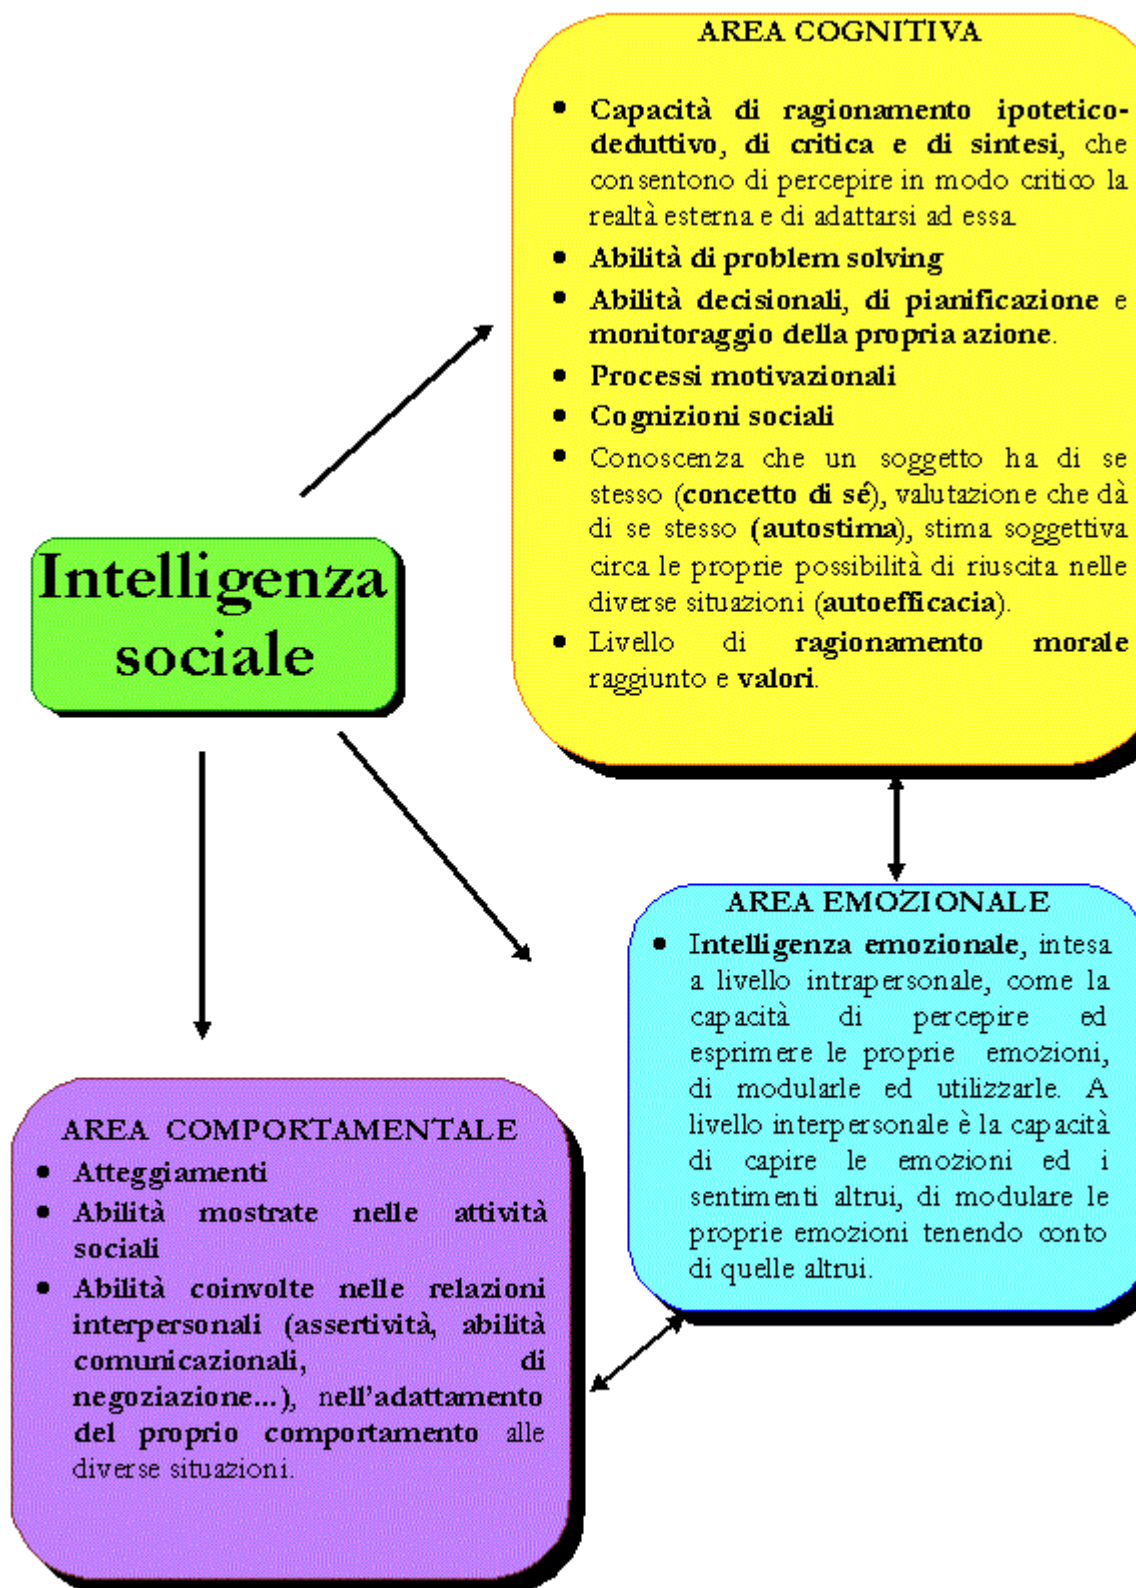 AREA COGNITIVA
• Capacità di ragionamento ipotetico-
deduttivo, di critica e di sintesi, che
consentono di percepire in modo critico la
realtà esterna e di adattarsi ad essa.
• Abilità di problem solving
• Abilità decisionali, di pianificazione e
monitoraggio della propria azione.
• Processi motivazionali
• Cognizioni sociali
• Conoscenza che un soggetto ha di se
stesso (concetto di sé), valutazione che dà
di se stesso (autostima), stima soggettiva
circa le proprie possibilità di riuscita nelle
diverse situazioni (autoefficacia).
• Livello di ragionamento morale
raggiunto e valori.
Intelligenza
sociale
AREA EMOZIONALE
• Intelligenza emozionale, intesa
a livello intrapersonale, come la
capacità di percepire ed
esprimere le proprie emozioni,
di modularle ed utilizzarle. A
livello interpersonale è la capacità
di capire le emozioni ed i
sentimenti altrui, di modulare le
proprie emozioni tenendo conto
di quelle altrui.
AREA COMPORTAMENTALE
• Atteggiamenti
• Abilità mostrate nelle attività
sociali
• Abilità coinvolte nelle relazioni
interpersonali (assertività, abilità
comunicazionali, di
negoziazione...), nell'adattamento
del proprio comportamento alle
diverse situazioni.